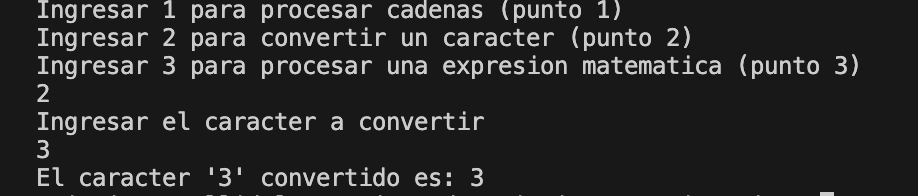 Ingresar 1 para procesar cadenas (punto 1)
Ingresar 2 para convertir un caracter (punto 2)
Ingresar 3 para procesar una expresion matematica (punto 3)
2
Ingresar el caracter a convertir
3
El caracter '3' convertido es: 3